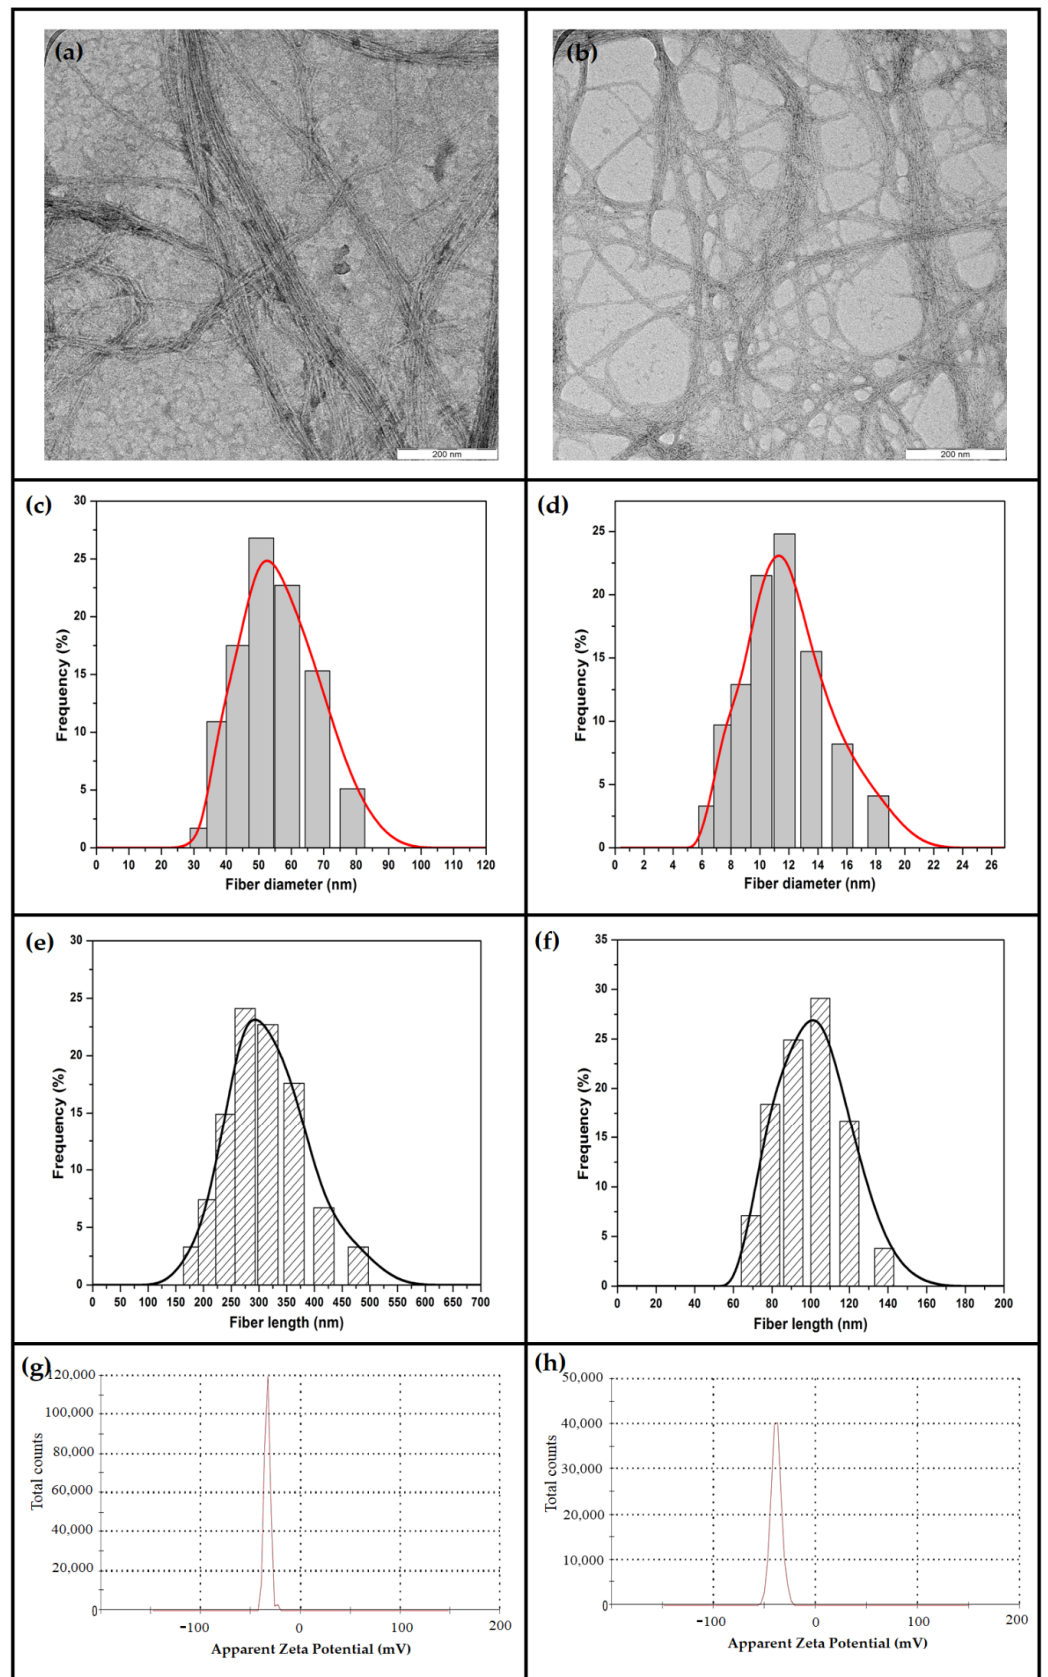 (a)
200 nm
(b)
200 nm
(c)
30
25
20
15
10
5
0
Frequency (%)
0 10 20 30 40 50 60 70 80 90 100 110 120
Fiber diameter (nm)
(d)
25
20
15
10
5
0
Frequency (%)
0 2 4 6 8 10 12 14 16 18 20 22 24 26
Fiber diameter (nm)
(e)
30
25
20
15
10
5
0
Frequency (%)
0 50 100 150 200 250 300 350 400 450 500 550 600 650 700
Fiber length (nm)
(f)
35
30
25
20
15
10
5
0
Frequency (%)
0 20 40 60 80 100 120 140 160 180 200
Fiber length (nm)
(g)
120,000
100,000
80,000
60,000
40,000
20,000
0
Total counts
−100 0 100 200
Apparent Zeta Potential (mV)
(h)
50,000
40,000
30,000
20,000
10,000
0
Total counts
−100 0 100 200
Apparent Zeta Potential (mV)